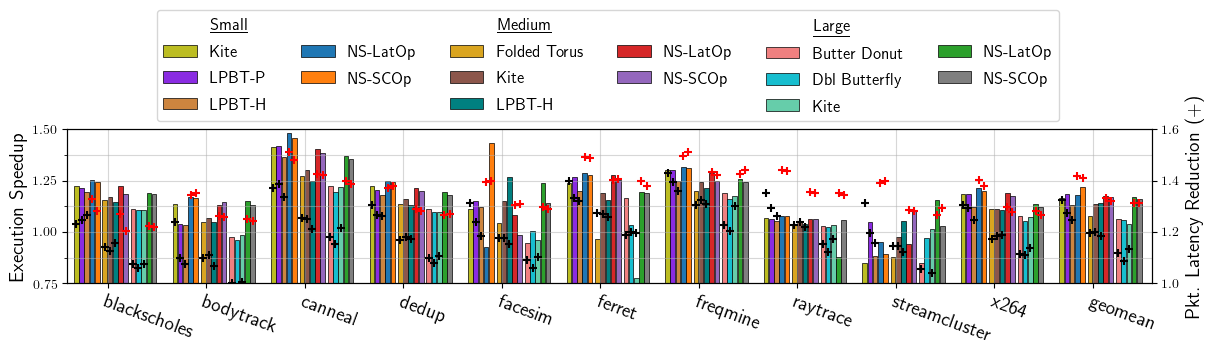 Small Medium Large
Kite NS-LatOp Folded Torus NS-LatOp Butter Donut NS-LatOp
LPBT-P NS-SCOp Kite NS-SCOp Dbl Butterfly NS-SCOp
LPBT-H LPBT-H Kite
Execution Speedup
1.50
1.25
1.00
0.75
1.6
1.4
1.2
1.0
Pkt. Latency Reduction (+)
blackscholes bodytrack canneal dedup facesim ferret freqmine raytrace streamcluster x264 geomean